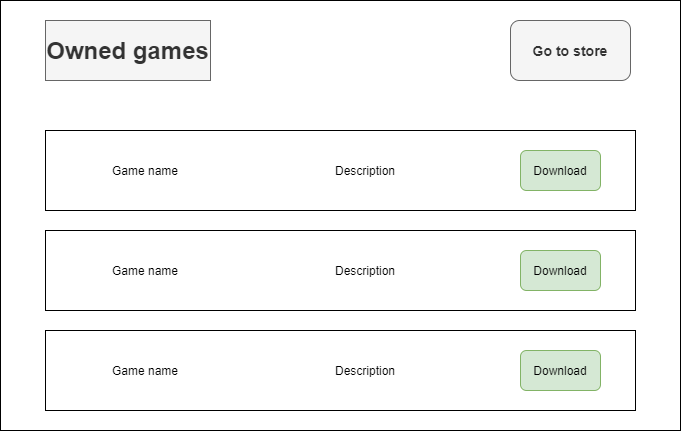 Owned games
Go to store
Game name
Description
Download
Game name
Description
Download
Game name
Description
Download